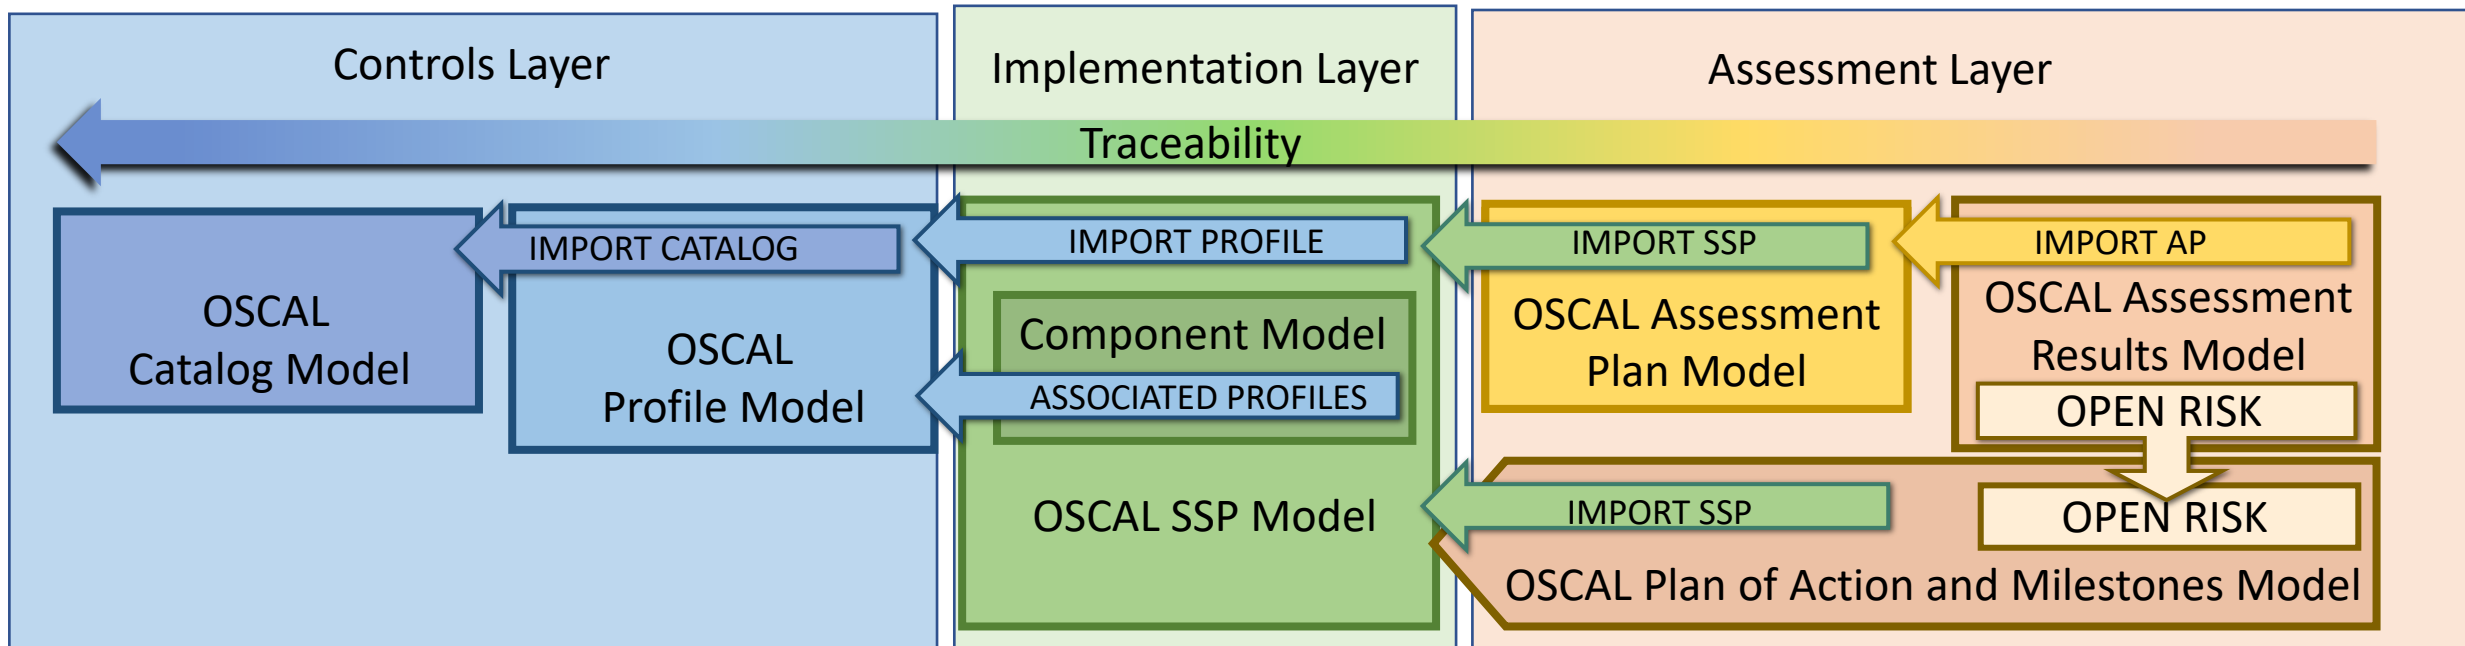 Controls Layer
Implementation Layer
Assessment Layer
Traceability
IMPORT CATALOG
IMPORT PROFILE
IMPORT SSP
IMPORT AP
OSCAL
Catalog Model
OSCAL
Profile Model
Component Model
ASSOCIATED PROFILES
OSCAL SSP Model
OSCAL Assessment
Plan Model
OSCAL Assessment
Results Model
OPEN RISK
IMPORT SSP
OPEN RISK
OSCAL Plan of Action and Milestones Model